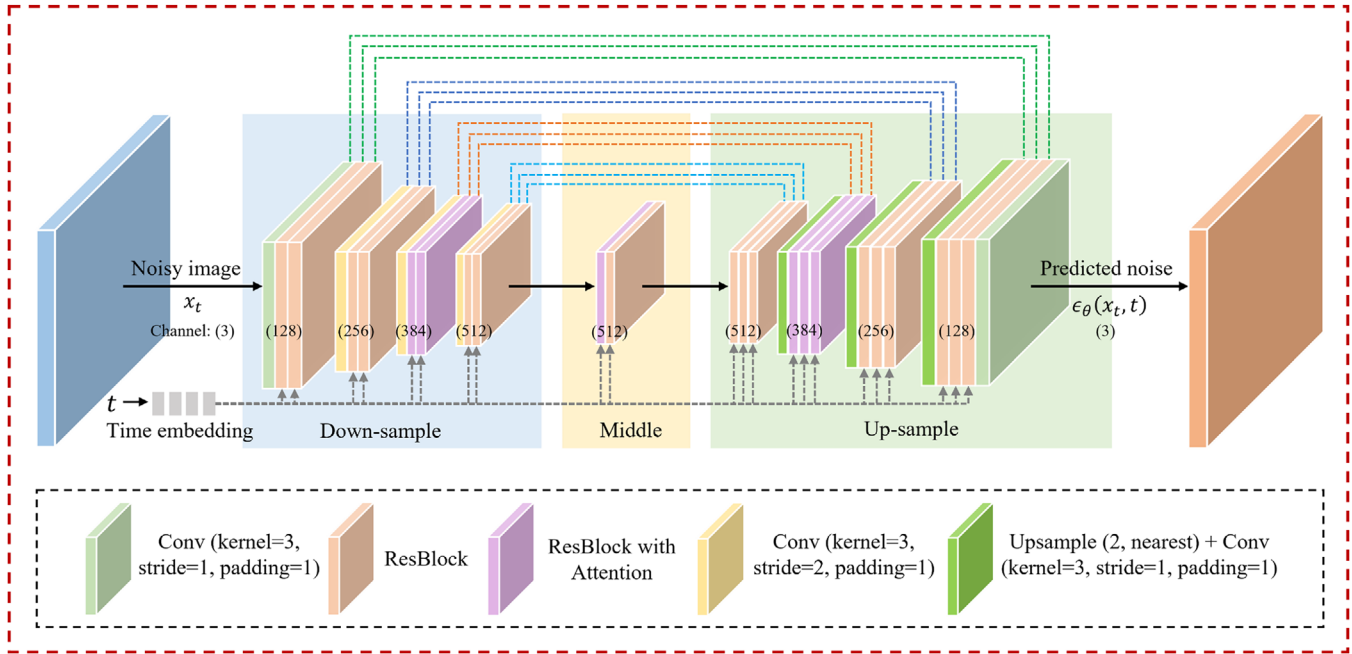 Noisy image
x_t
Channel: (3)
(128)
(256)
(384)
(512)
(512)
(512)
(384)
(256)
(128)
Predicted noise
ϵ_θ(x_t, t)
(3)
t
Time embedding
Down-sample
Middle
Up-sample
Conv (kernel=3,
stride=1, padding=1)
ResBlock
ResBlock with
Attention
Conv (kernel=3,
stride=2, padding=1)
Upsample (2, nearest) + Conv
(kernel=3, stride=1, padding=1)